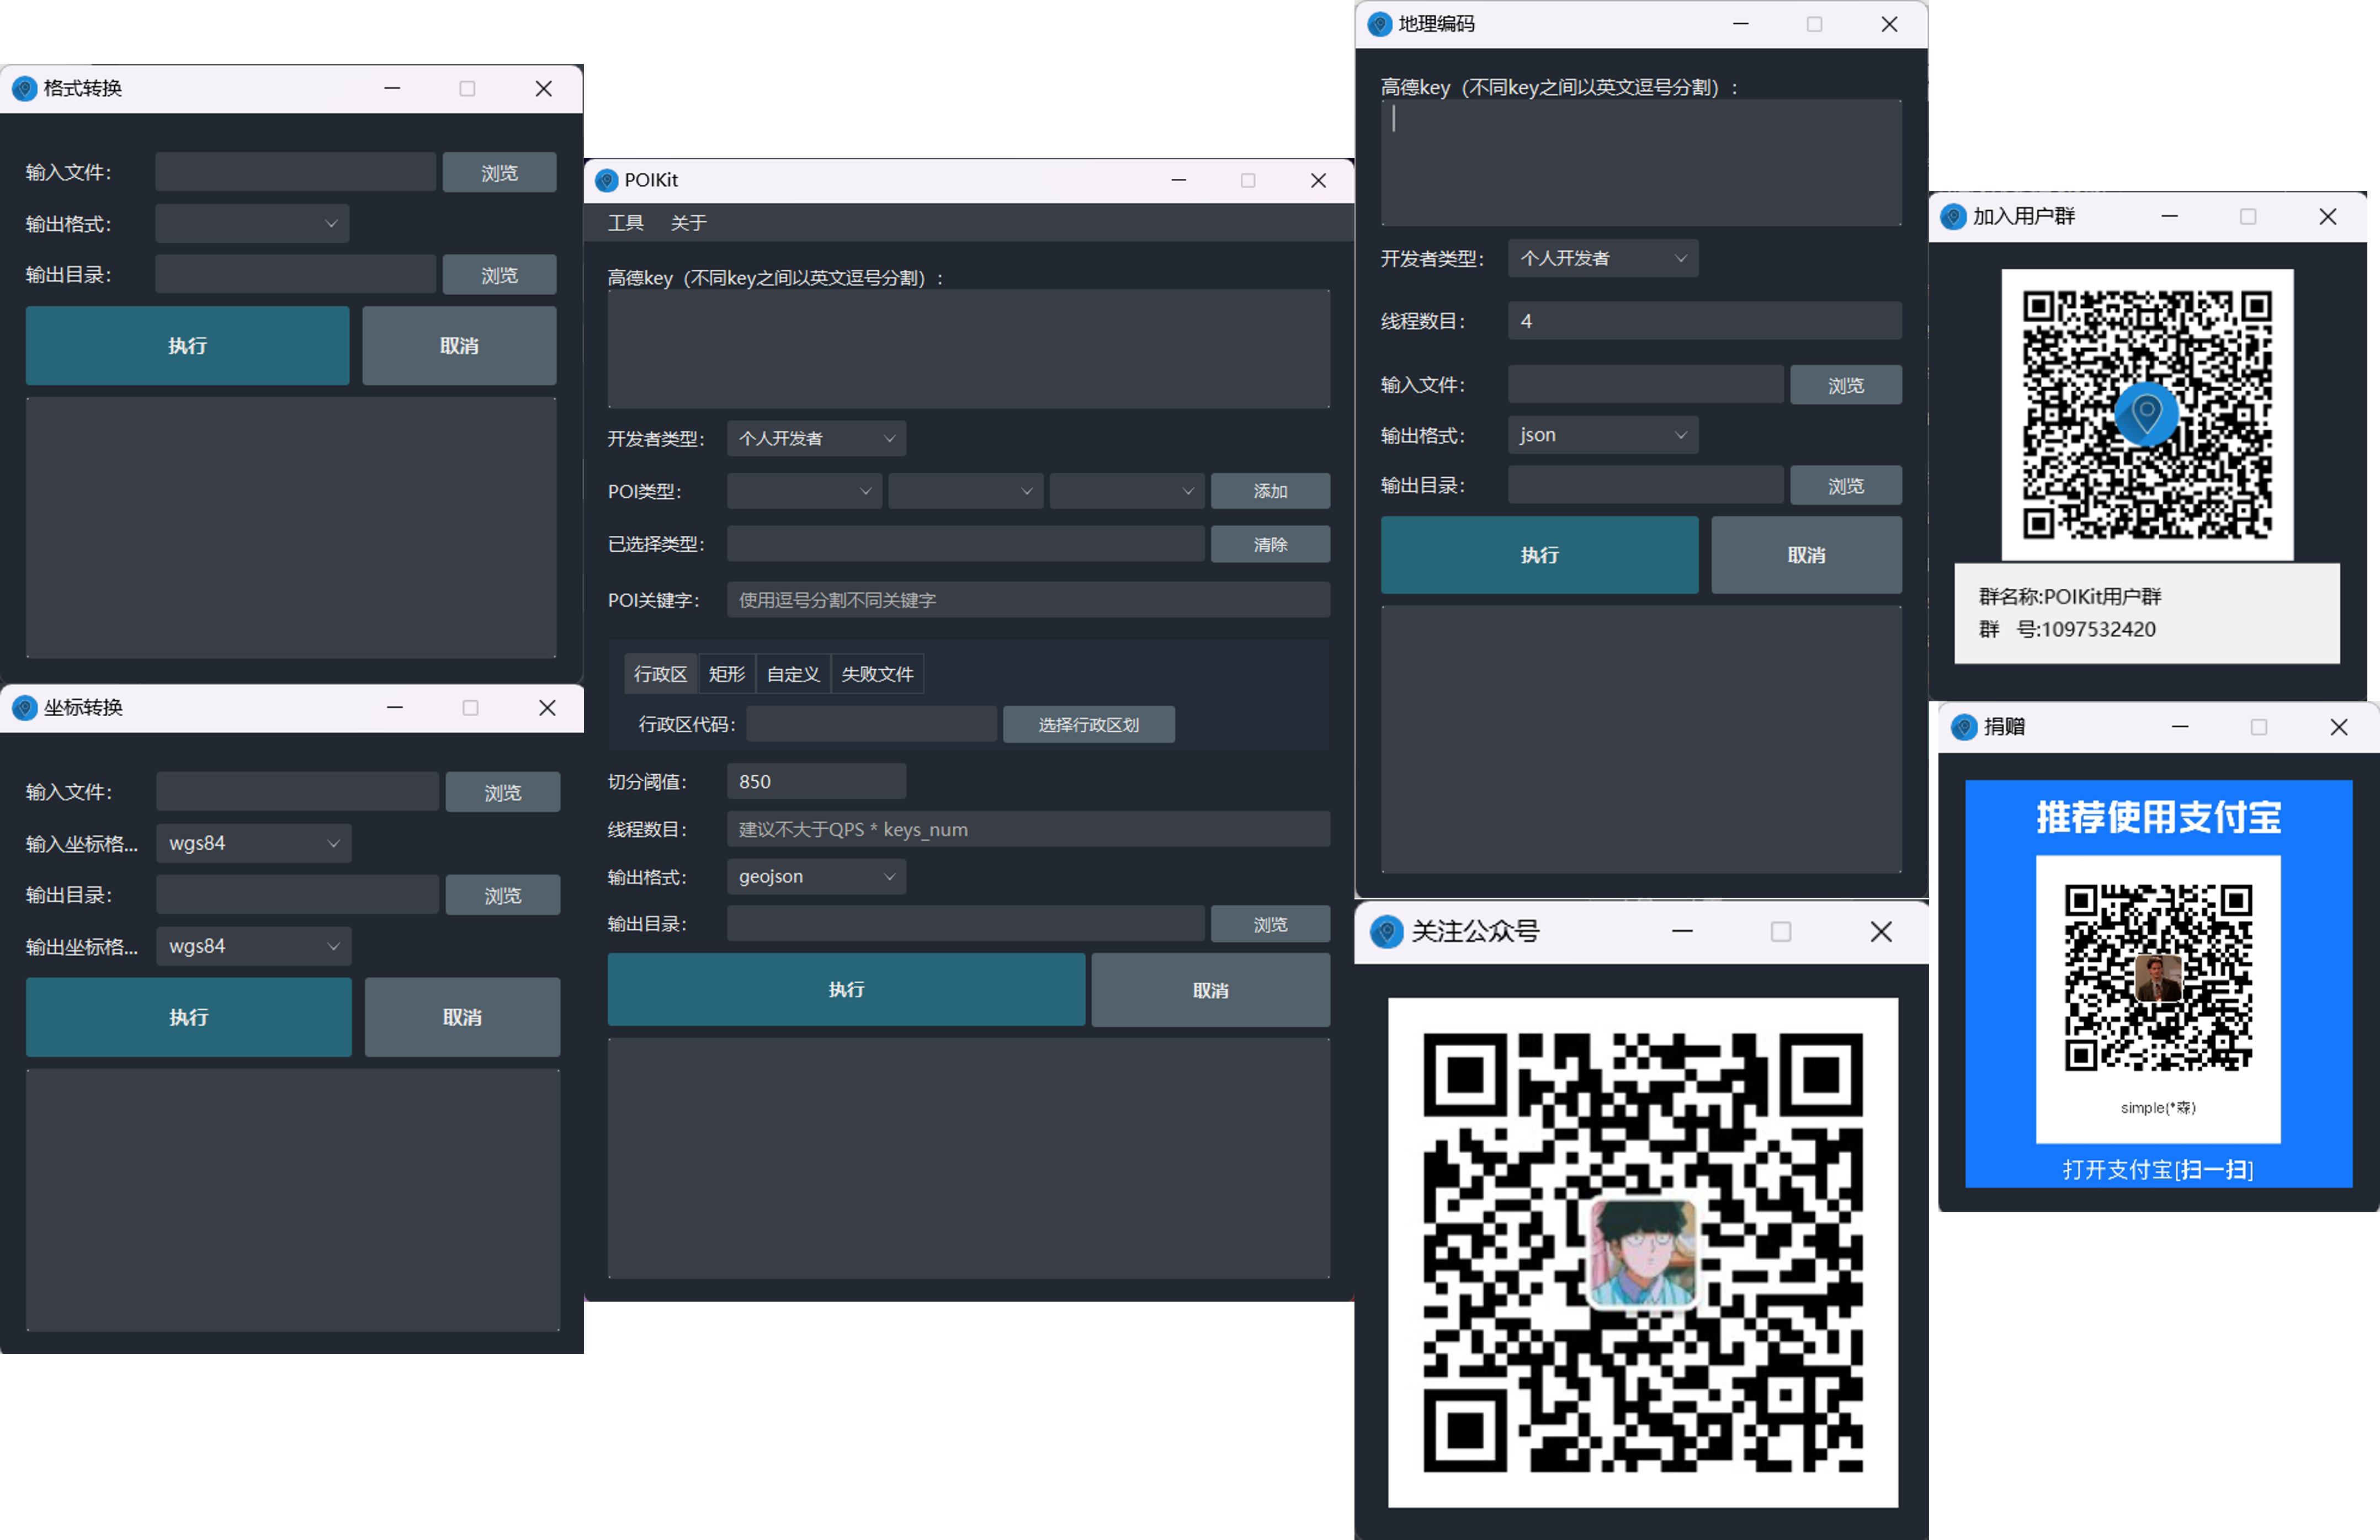 格式转换
输入文件： 浏览
输出格式：
输出目录： 浏览
执行 取消
坐标转换
输入文件： 浏览
输入坐标格... wgs84
输出目录： 浏览
输出坐标格... wgs84
执行 取消
POIKit
工具 关于
高德key（不同key之间以英文逗号分割）：
开发者类型： 个人开发者
POI类型： 添加
已选择类型： 清除
POI关键字： 使用逗号分割不同关键字
行政区 矩形 自定义 失败文件
行政区代码： 选择行政区划
切分阈值： 850
线程数目： 建议不大于QPS * keys_num
输出格式： geojson
输出目录： 浏览
执行 取消
地理编码
高德key（不同key之间以英文逗号分割）：
开发者类型： 个人开发者
线程数目： 4
输入文件： 浏览
输出格式： json
输出目录： 浏览
执行 取消
关注公众号
加入用户群
群名称:POIKit用户群
群 号:1097532420
捐赠
推荐使用支付宝
simple(*森)
打开支付宝[扫一扫]